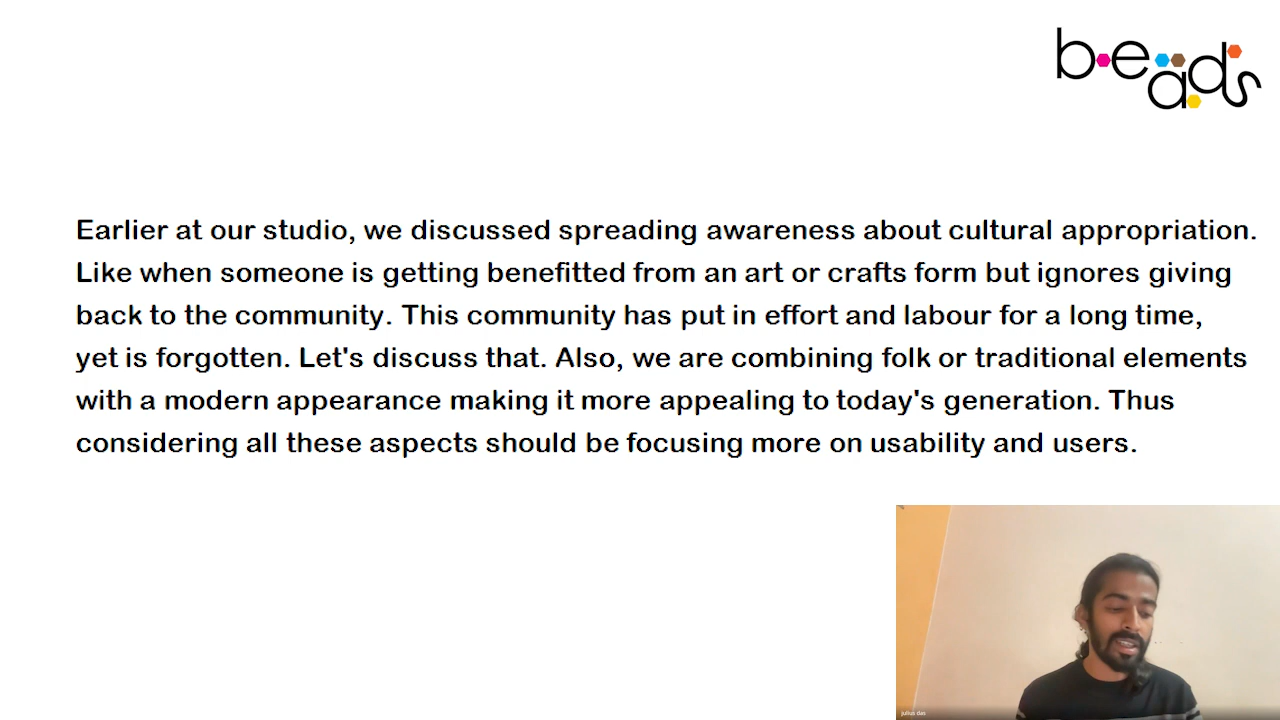 beads
Earlier at our studio, we discussed spreading awareness about cultural appropriation.
Like when someone is getting benefitted from an art or crafts form but ignores giving
back to the community. This community has put in effort and labour for a long time,
yet is forgotten. Let's discuss that. Also, we are combining folk or traditional elements
with a modern appearance making it more appealing to today's generation. Thus
considering all these aspects should be focusing more on usability and users.
julius das